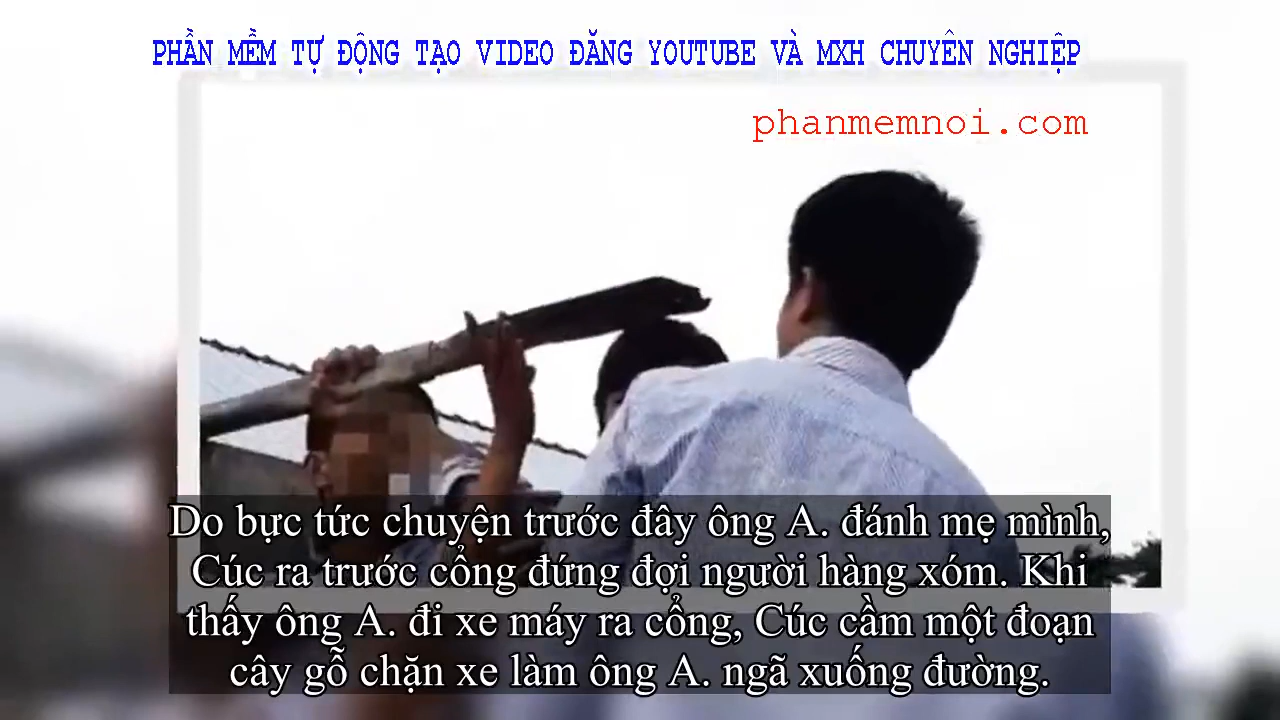 PHẦN MỀM TỰ ĐỘNG TẠO VIDEO ĐĂNG YOUTUBE VÀ MXH CHUYÊN NGHIỆP
phanmemnoi.com
Do bực tức chuyện trước đây ông A. đánh mẹ mình,
Cúc ra trước cổng đứng đợi người hàng xóm. Khi
thấy ông A. đi xe máy ra cổng, Cúc cầm một đoạn
cây gỗ chặn xe làm ông A. ngã xuống đường.